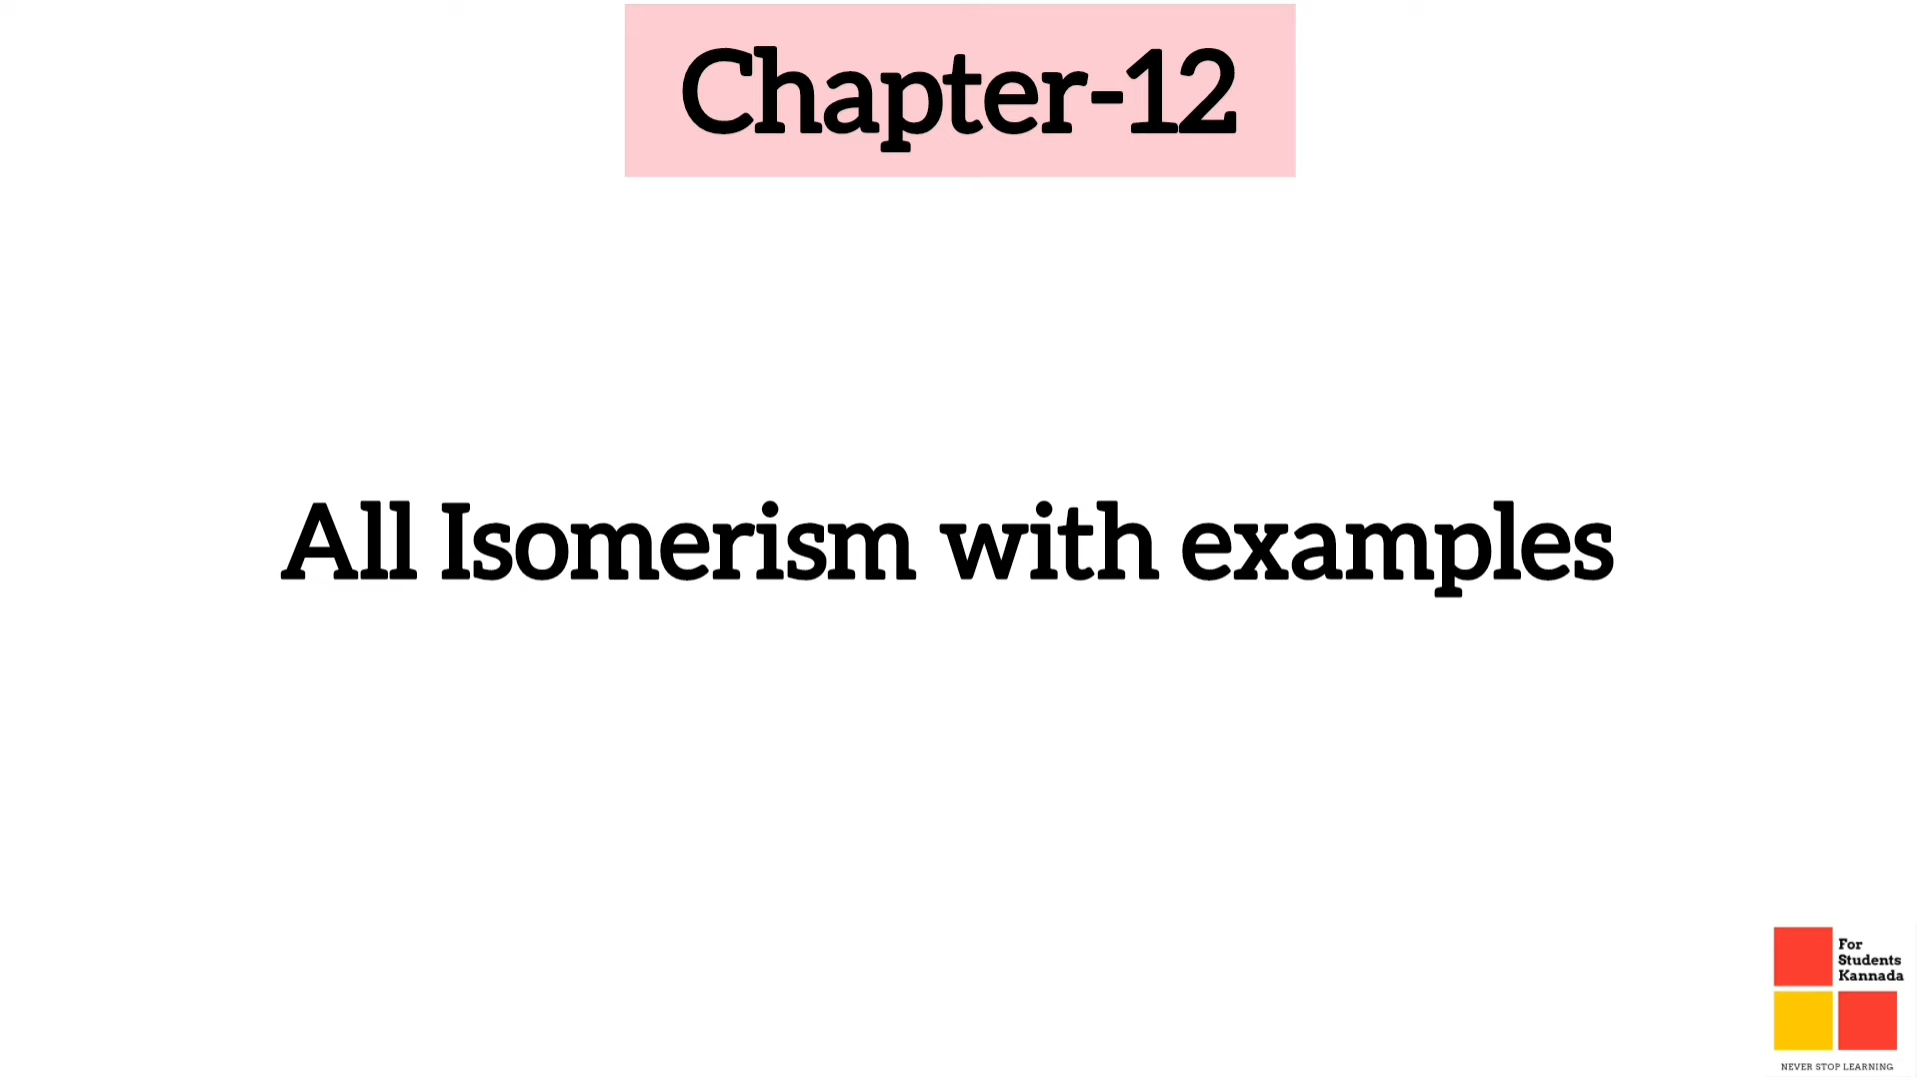 Chapter-12
All Isomerism with examples
For
Students
Kannada
NEVER STOP LEARNING